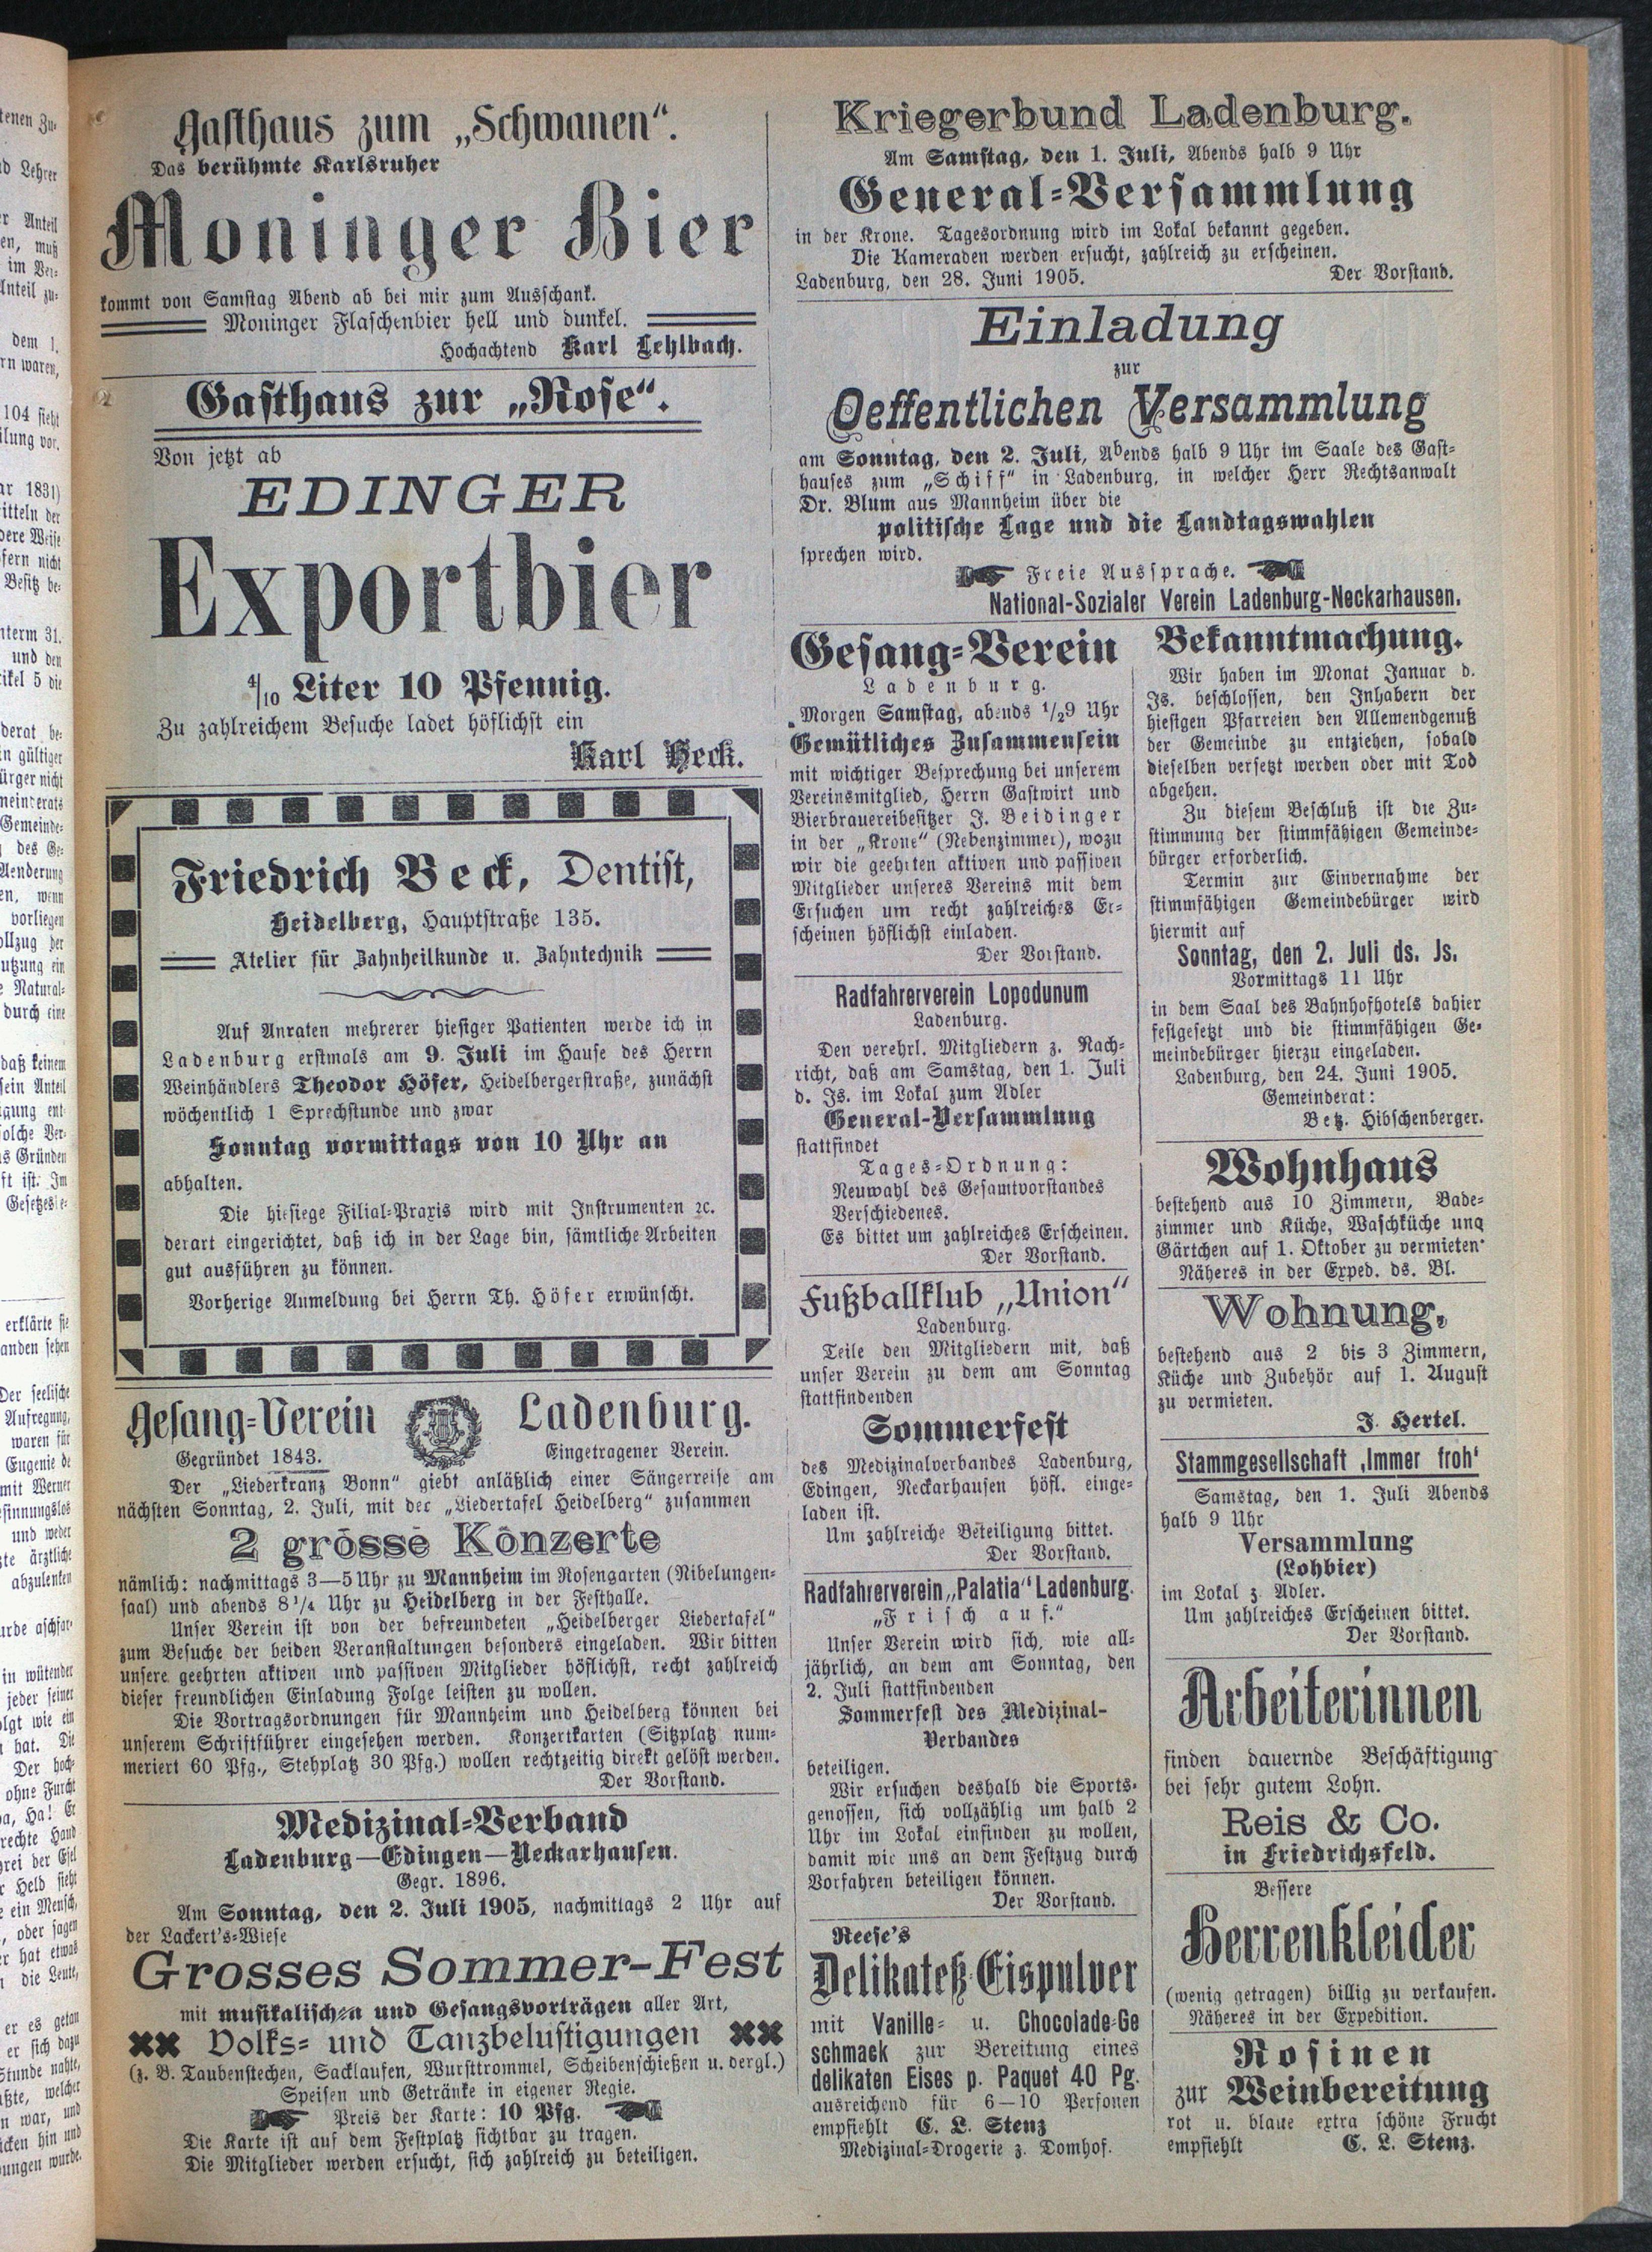 Gasthaus zum „Schwanen“.
Das berühmte Karlsruher
Moninger Bier
kommt von Samstag Abend ab bei mir zum Ausschank.
Moninger Flaschenbier hell und dunkel.
Hochachtend Karl Lehlbach.
Gasthaus zur „Rose“.
Von jetzt ab
EDINGER
Exportbier
4/10 Liter 10 Pfennig.
Zu zahlreichem Besuche ladet höflichst ein
Karl Heck.
Friedrich Beck, Dentist,
Heidelberg, Hauptstraße 135.
Atelier für Zahnheilkunde u. Zahntechnik
Auf Anraten mehrerer hiesiger Patienten werde ich in
Ladenburg erstmals am 9. Juli im Hause des Herrn
Weinhändlers Theodor Höfer, Heidelbergerstraße, zunächst
wöchentlich 1 Sprechstunde und zwar
Sonntag vormittags von 10 Uhr an
abhalten.
Die hiesiege Filial-Praxis wird mit Instrumenten ꝛc.
derart eingerichtet, daß ich in der Lage bin, sämtliche Arbeiten
gut ausführen zu können.
Vorherige Anmeldung bei Herrn Th. Höfer erwünscht.
Gesang-Verein Ladenburg.
Gegründet 1843. Eingetragener Verein.
Der „Liederkranz Bonn“ giebt anläßlich einer Sängerreise am
nächsten Sonntag, 2. Juli, mit der „Liedertafel Heidelberg“ zusammen
2 grosse Konzerte
nämlich: nachmittags 3—5 Uhr zu Mannheim im Rosengarten (Nibelungen-
saal) und abends 8 1/4 Uhr zu Heidelberg in der Festhalle.
Unser Verein ist von der befreundeten „Heidelberger Liedertafel“
zum Besuche der beiden Veranstaltungen besonders eingeladen. Wir bitten
unsere geehrten aktiven und passiven Mitglieder höflichst, recht zahlreich
dieser freundlichen Einladung Folge leisten zu wollen.
Die Vortragsordnungen für Mannheim und Heidelberg können bei
unserem Schriftführer eingesehen werden. Konzertkarten (Sitzplatz num-
meriert 60 Pfg., Stehplatz 30 Pfg.) wollen rechtzeitig direkt gelöst werden.
Der Vorstand.
Medizinal-Verband
Ladenburg—Edingen—Neckarhausen.
Gegr. 1896.
Am Sonntag, den 2. Juli 1905, nachmittags 2 Uhr auf
der Lackert's-Wiese
Grosses Sommer-Fest
mit musikalischen und Gesangsvorträgen aller Art,
Volks- und Tanzbelustigungen
(z. B. Taubenstechen, Sacklaufen, Wursttrommel, Scheibenschießen u. dergl.)
Speisen und Getränke in eigener Regie.
Preis der Karte: 10 Pfg.
Die Karte ist auf dem Festplatz sichtbar zu tragen.
Die Mitglieder werden ersucht, sich zahlreich zu beteiligen.
Kriegerbund Ladenburg.
Am Samstag, den 1. Juli, Abends halb 9 Uhr
General-Versammlung
in der Krone. Tagesordnung wird im Lokal bekannt gegeben.
Die Kameraden werden ersucht, zahlreich zu erscheinen.
Ladenburg, den 28. Juni 1905. Der Vorstand.
Einladung
zur
Oeffentlichen Versammlung
am Sonntag, den 2. Juli, Abends halb 9 Uhr im Saale des Gast-
hauses zum „Schiff“ in Ladenburg, in welcher Herr Rechtsanwalt
Dr. Blum aus Mannheim über die
politische Lage und die Landtagswahlen
sprechen wird.
Freie Aussprache.
National-Sozialer Verein Ladenburg-Neckarhausen.
Gesang-Verein
Ladenburg.
Morgen Samstag, abends 1/2 9 Uhr
Gemütliches Zusammensein
mit wichtiger Besprechung bei unserem
Vereinsmitglied, Herrn Gastwirt und
Bierbrauereibesitzer J. Beidinger
in der „Krone“ (Nebenzimmer), wozu
wir die geehrten aktiven und passiven
Mitglieder unseres Vereins mit dem
Ersuchen um recht zahlreiches Er-
scheinen höflichst einladen.
Der Vorstand.
Radfahrerverein Lopodunum
Ladenburg.
Den verehrl. Mitgliedern z. Nach-
richt, daß am Samstag, den 1. Juli
d. Js. im Lokal zum Adler
General-Versammlung
stattfindet
Tages-Ordnung:
Neuwahl des Gesamtvorstandes
Verschiedenes.
Es bittet um zahlreiches Erscheinen.
Der Vorstand.
Fußballklub „Union“
Ladenburg.
Teile den Mitgliedern mit, daß
unser Verein zu dem am Sonntag
stattfindenden
Sommerfest
des Medizinalverbandes Ladenburg,
Edingen, Neckarhausen höfl. einge-
laden ist.
Um zahlreiche Beteiligung bittet.
Der Vorstand.
Radfahrerverein „Palatia“ Ladenburg.
„Frisch auf.“
Unser Verein wird sich, wie all-
jährlich, an dem am Sonntag, den
2. Juli stattfindenden
Sommerfest des Medizinal-
Verbandes
beteiligen.
Wir ersuchen deshalb die Sports-
genossen, sich vollzählig um halb 2
Uhr im Lokal einfinden zu wollen,
damit wir uns an dem Festzug durch
Vorfahren beteiligen können.
Der Vorstand.
Reese's
Delikateß-Eispulver
mit Vanille- u. Chocolade-Ge
schmack zur Bereitung eines
delikaten Eises p. Paquet 40 Pg.
ausreichend für 6—10 Personen
empfiehlt C. L. Stenz
Medizinal-Drogerie z. Domhof.
Bekanntmachung.
Wir haben im Monat Januar d.
Js. beschlossen, den Inhabern der
hiesigen Pfarreien den Allemendgenuß
der Gemeinde zu entziehen, sobald
dieselben versetzt werden oder mit Tod
abgehen.
Zu diesem Beschluß ist die Zu-
stimmung der stimmfähigen Gemeinde-
bürger erforderlich.
Termin zur Einvernahme der
stimmfähigen Gemeindebürger wird
hiermit auf
Sonntag, den 2. Juli ds. Js.
Vormittags 11 Uhr
in dem Saal des Bahnhofhotels dahier
festgesetzt und die stimmfähigen Ge-
meindebürger hierzu eingeladen.
Ladenburg, den 24. Juni 1905.
Gemeinderat:
Betz. Hibschenberger.
Wohnhaus
bestehend aus 10 Zimmern, Bade-
zimmer und Küche, Waschküche und
Gärtchen auf 1. Oktober zu vermieten.
Näheres in der Exped. ds. Bl.
Wohnung,
bestehend aus 2 bis 3 Zimmern,
Küche und Zubehör auf 1. August
zu vermieten.
J. Hertel.
Stammgesellschaft ‚Immer froh‘
Samstag, den 1. Juli Abends
halb 9 Uhr
Versammlung
(Lohbier)
im Lokal z. Adler.
Um zahlreiches Erscheinen bittet.
Der Vorstand.
Arbeiterinnen
finden dauernde Beschäftigung
bei sehr gutem Lohn.
Reis & Co.
in Friedrichsfeld.
Bessere
Herrenkleider
(wenig getragen) billig zu verkaufen.
Näheres in der Expedition.
Rosinen
zur Weinbereitung
rot u. blaue extra schöne Frucht
empfiehlt C. L. Stenz.